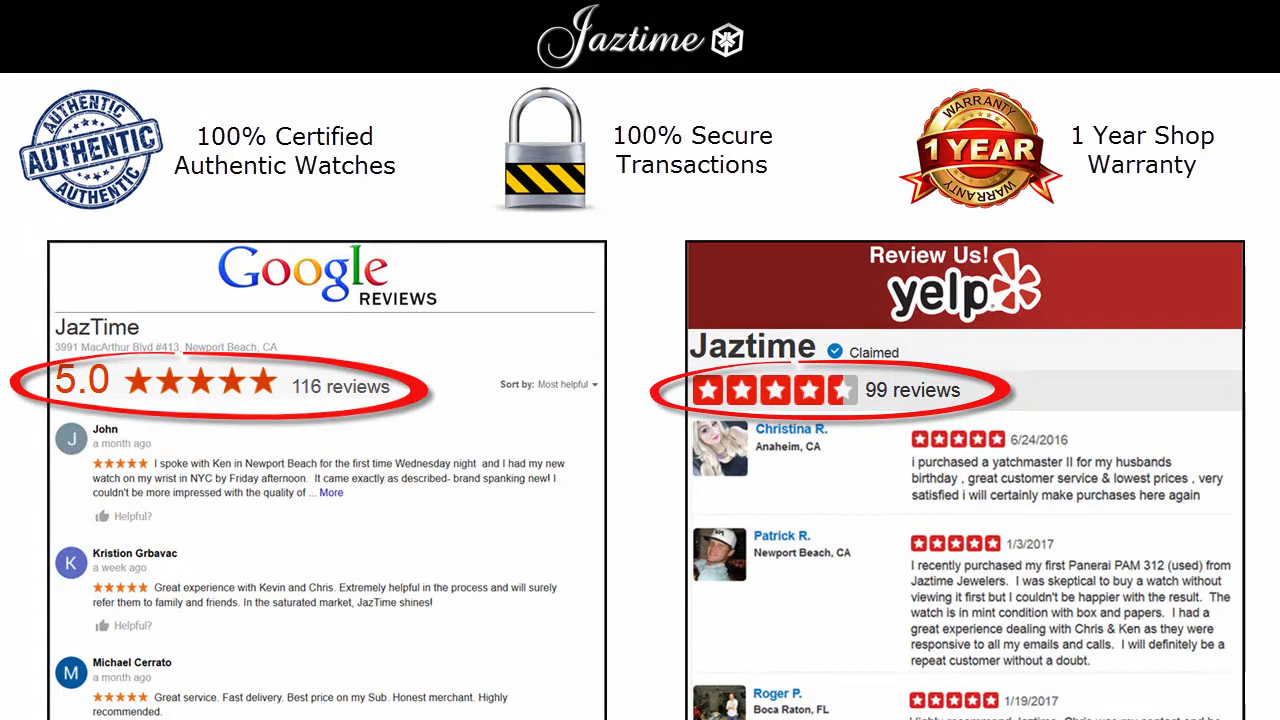 Jaztime
AUTHENTIC
AUTHENTIC
AUTHENTIC
100% Certified
Authentic Watches
100% Secure
Transactions
WARRANTY
1 YEAR
WARRANTY
1 Year Shop
Warranty
Google
REVIEWS
JazTime
3991 MacArthur Blvd #413, Newport Beach, CA
5.0 116 reviews
Sort by: Most helpful
J
John
a month ago
I spoke with Ken in Newport Beach for the first time Wednesday night and I had my new
watch on my wrist in NYC by Friday afternoon. It came exactly as described- brand spanking new! I
couldn't be more impressed with the quality of ... More
Helpful?
K
Kristion Grbavac
a week ago
Great experience with Kevin and Chris. Extremely helpful in the process and will surely
refer them to family and friends. In the saturated market, JazTime shines!
Helpful?
M
Michael Cerrato
a month ago
Great service. Fast delivery. Best price on my Sub. Honest merchant. Highly
recommended.
Review Us!
yelp
Jaztime Claimed
99 reviews
Christina R.
Anaheim, CA
6/24/2016
i purchased a yatchmaster II for my husbands
birthday , great customer service & lowest prices , very
satisfied i will certainly make purchases here again
Patrick R.
Newport Beach, CA
1/3/2017
I recently purchased my first Panerai PAM 312 (used) from
Jaztime Jewelers. I was skeptical to buy a watch without
viewing it first but I couldn't be happier with the result. The
watch is in mint condition with box and papers. I had a
great experience dealing with Chris & Ken as they were
responsive to all my emails and calls. I will definitely be a
repeat customer without a doubt.
Roger P.
Boca Raton, FL
1/19/2017